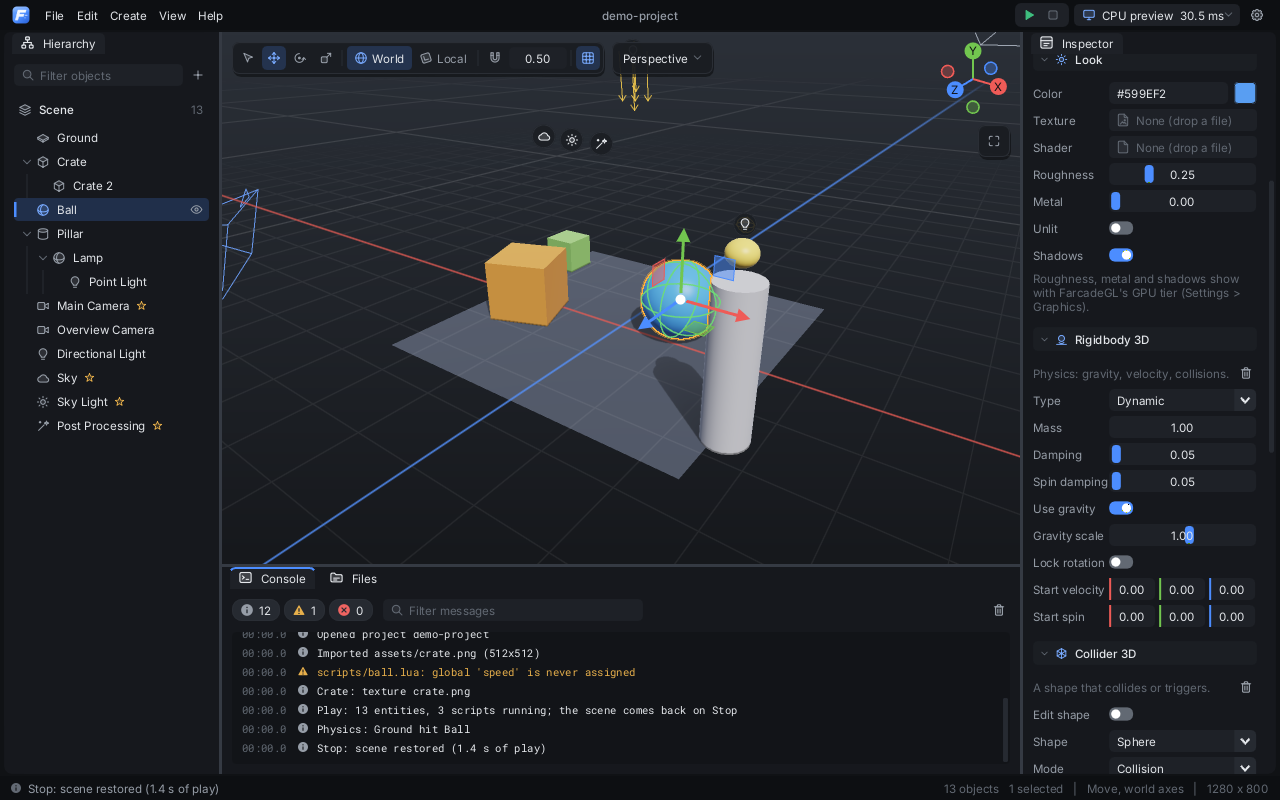 File Edit Create View Help
demo-project
CPU preview 30.5 ms
Hierarchy
Filter objects
Scene 13
Ground
Crate
Crate 2
Ball
Pillar
Lamp
Point Light
Main Camera
Overview Camera
Directional Light
Sky
Sky Light
Post Processing
World Local 0.50 Perspective
Y
X
Z
Console Files
12 1 0 Filter messages
00:00.0 Opened project demo-project
00:00.0 Imported assets/crate.png (512x512)
00:00.0 scripts/ball.lua: global 'speed' is never assigned
00:00.0 Crate: texture crate.png
00:00.0 Play: 13 entities, 3 scripts running; the scene comes back on Stop
00:00.0 Physics: Ground hit Ball
00:00.0 Stop: scene restored (1.4 s of play)
Inspector
Look
Color #599EF2
Texture None (drop a file)
Shader None (drop a file)
Roughness 0.25
Metal 0.00
Unlit
Shadows
Roughness, metal and shadows show
with FarcadeGL's GPU tier (Settings >
Graphics).
Rigidbody 3D
Physics: gravity, velocity, collisions.
Type Dynamic
Mass 1.00
Damping 0.05
Spin damping 0.05
Use gravity
Gravity scale 1.00
Lock rotation
Start velocity 0.00 0.00 0.00
Start spin 0.00 0.00 0.00
Collider 3D
A shape that collides or triggers.
Edit shape
Shape Sphere
Mode Collision
Stop: scene restored (1.4 s of play)
13 objects 1 selected | Move, world axes | 1280 x 800